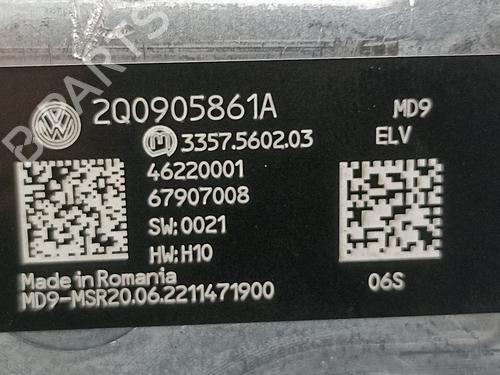 2Q0905861A
MD9
3357.5602.03
ELV
46220001
67907008
SW:0021
HW:H10
Made in Romania
06S
MD9-MSR20.06.2211471900
B PARTS